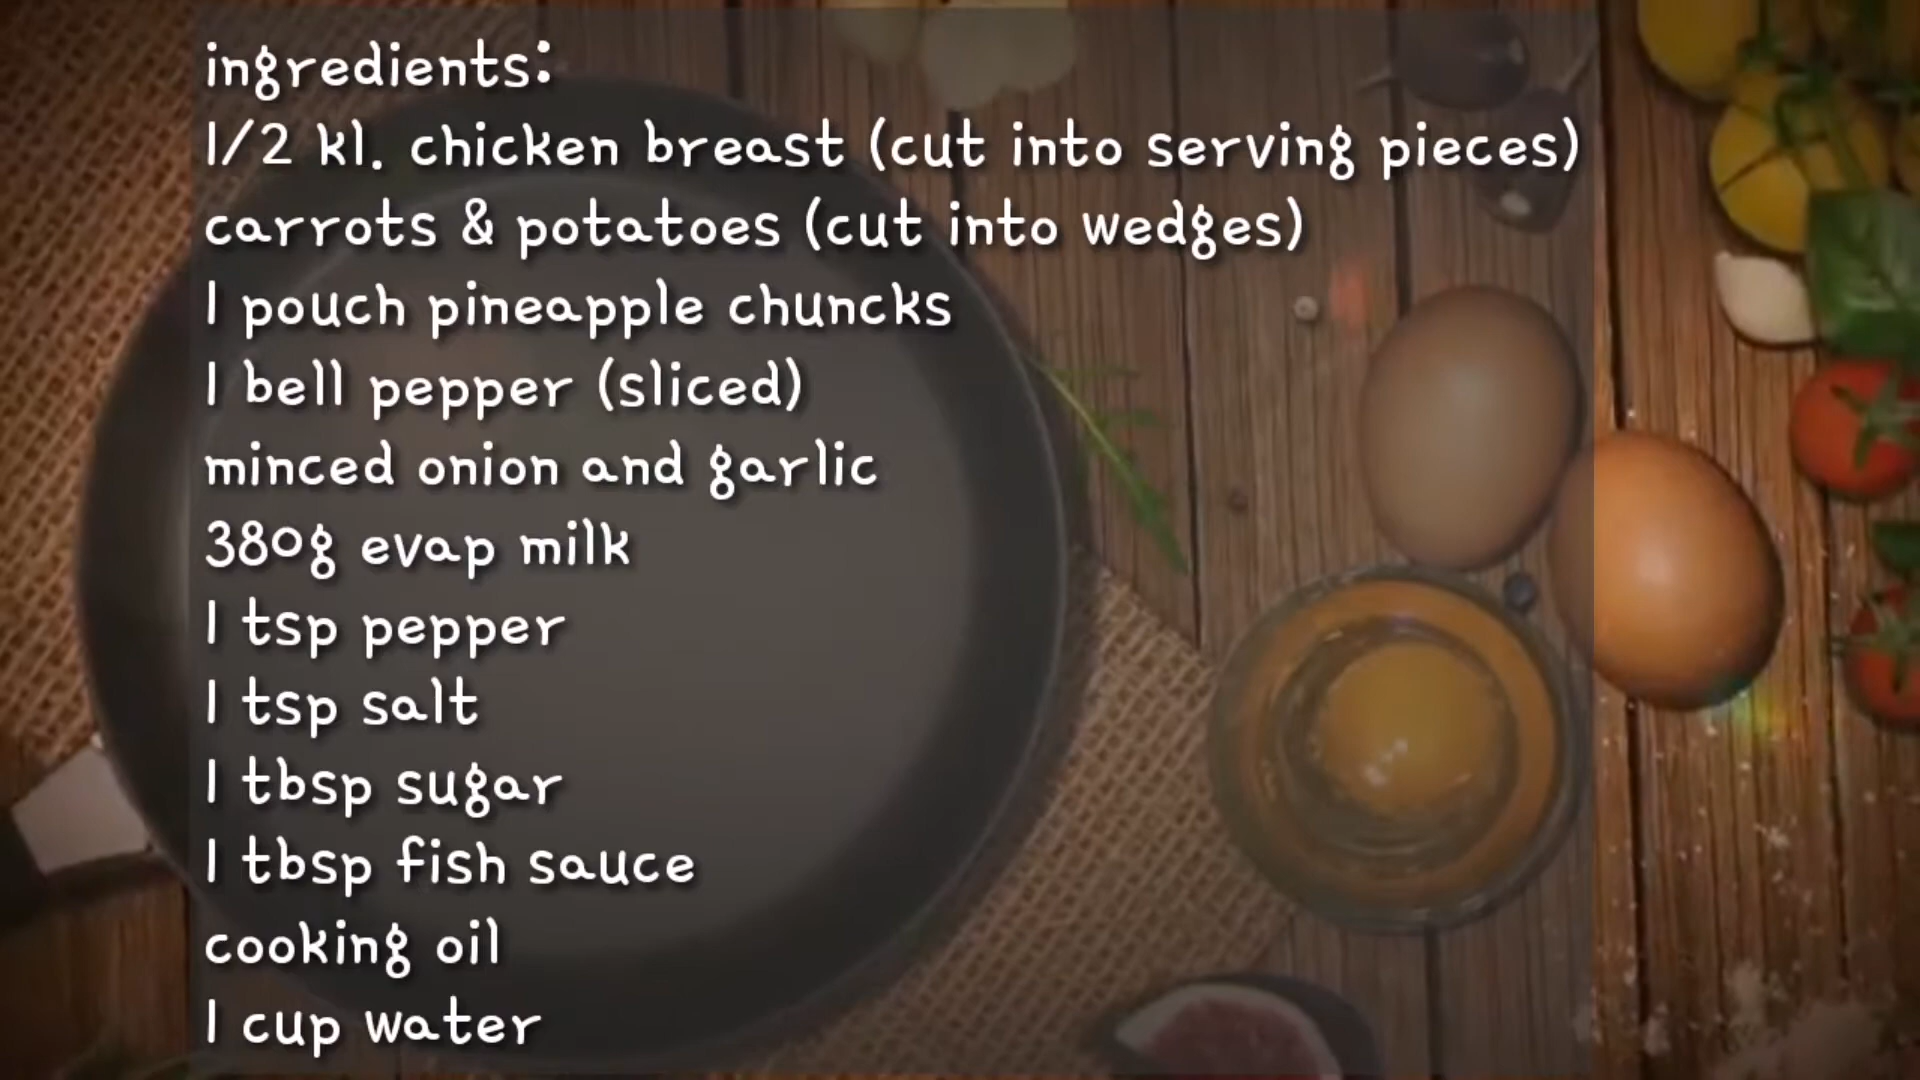 ingredients:
1/2 kl. chicken breast (cut into serving pieces)
carrots & potatoes (cut into wedges)
1 pouch pineapple chuncks
1 bell pepper (sliced)
minced onion and garlic
380g evap milk
1 tsp pepper
1 tsp salt
1 tbsp sugar
1 tbsp fish sauce
cooking oil
1 cup water